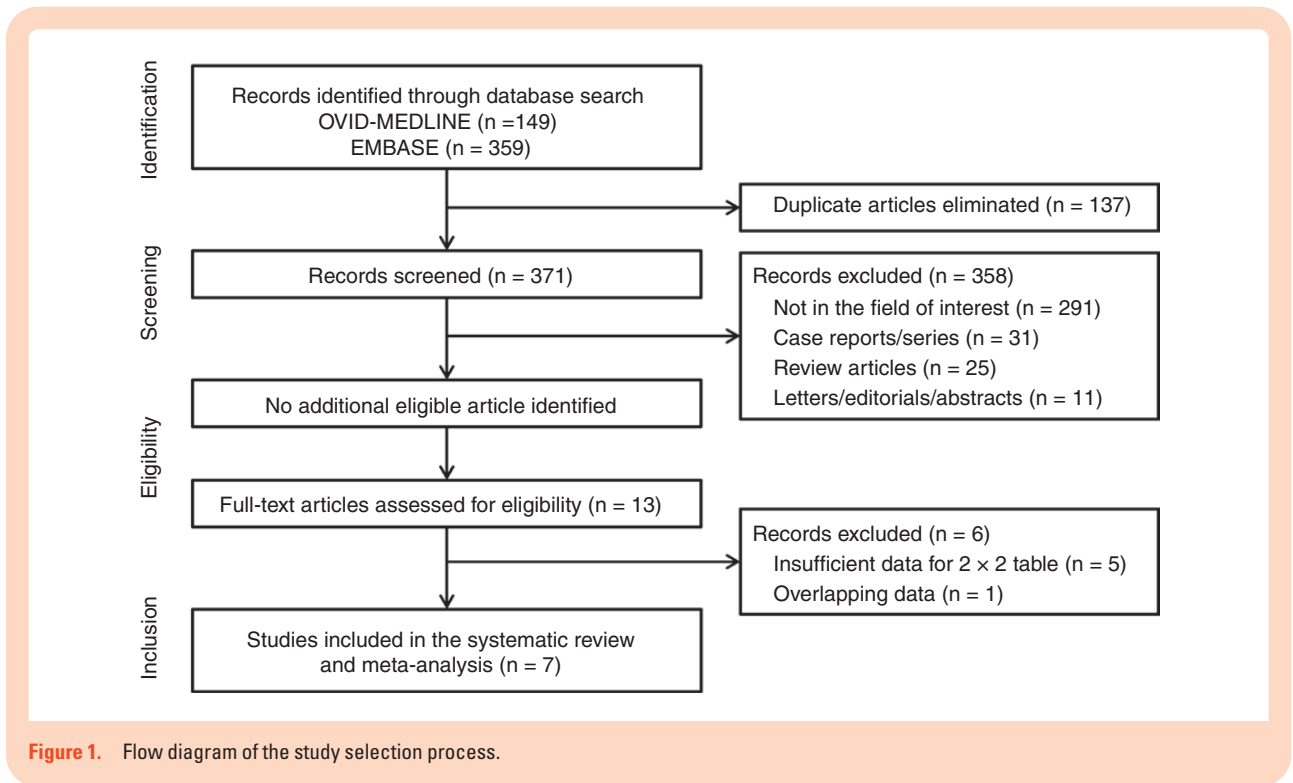 Identification
Records identified through database search
OVID-MEDLINE (n =149)
EMBASE (n = 359)
Duplicate articles eliminated (n = 137)
Screening
Records screened (n = 371)
Records excluded (n = 358)
Not in the field of interest (n = 291)
Case reports/series (n = 31)
Review articles (n = 25)
Letters/editorials/abstracts (n = 11)
No additional eligible article identified
Eligibility
Full-text articles assessed for eligibility (n = 13)
Records excluded (n = 6)
Insufficient data for 2 × 2 table (n = 5)
Overlapping data (n = 1)
Inclusion
Studies included in the systematic review
and meta-analysis (n = 7)
Figure 1. Flow diagram of the study selection process.